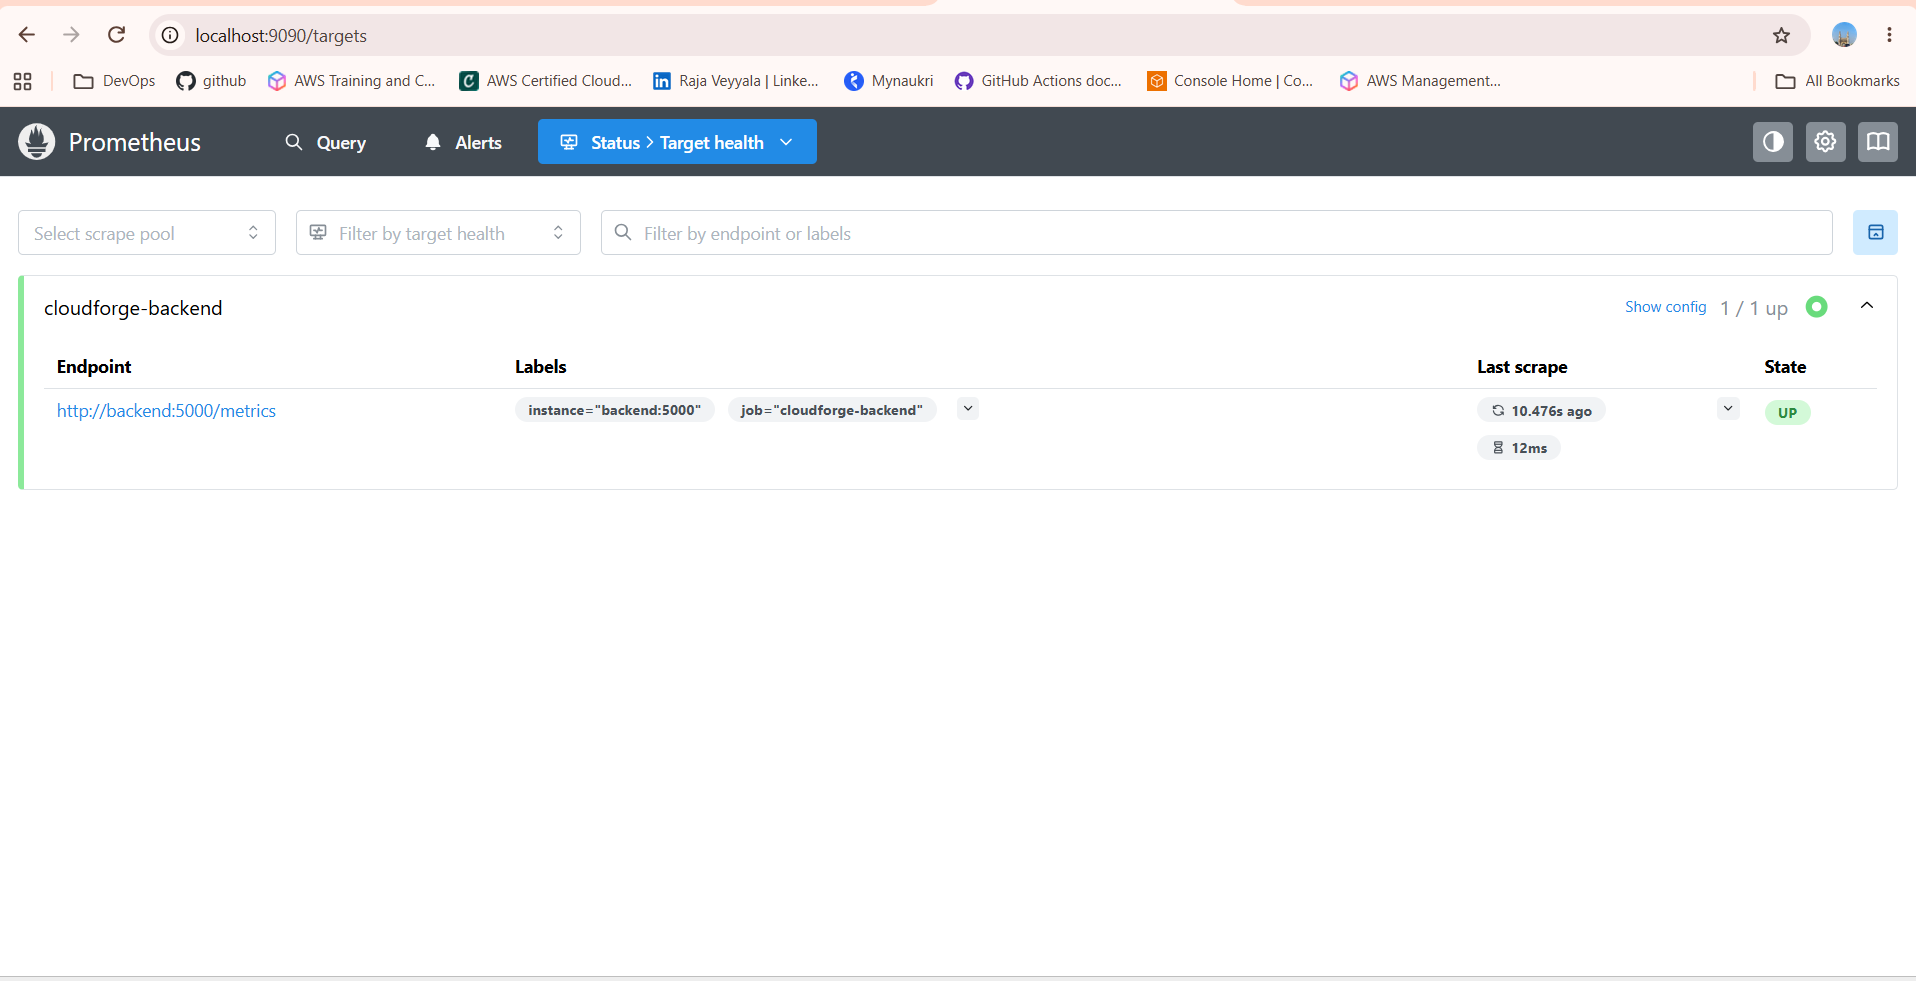 localhost:9090/targets
DevOps github AWS Training and C... AWS Certified Cloud... Raja Veyyala | Linke... Mynaukri GitHub Actions doc... Console Home | Co... AWS Management... All Bookmarks
Prometheus Query Alerts Status > Target health
Select scrape pool Filter by target health Filter by endpoint or labels
cloudforge-backend Show config 1 / 1 up
Endpoint Labels Last scrape State
http://backend:5000/metrics instance="backend:5000" job="cloudforge-backend" 10.476s ago UP
12ms